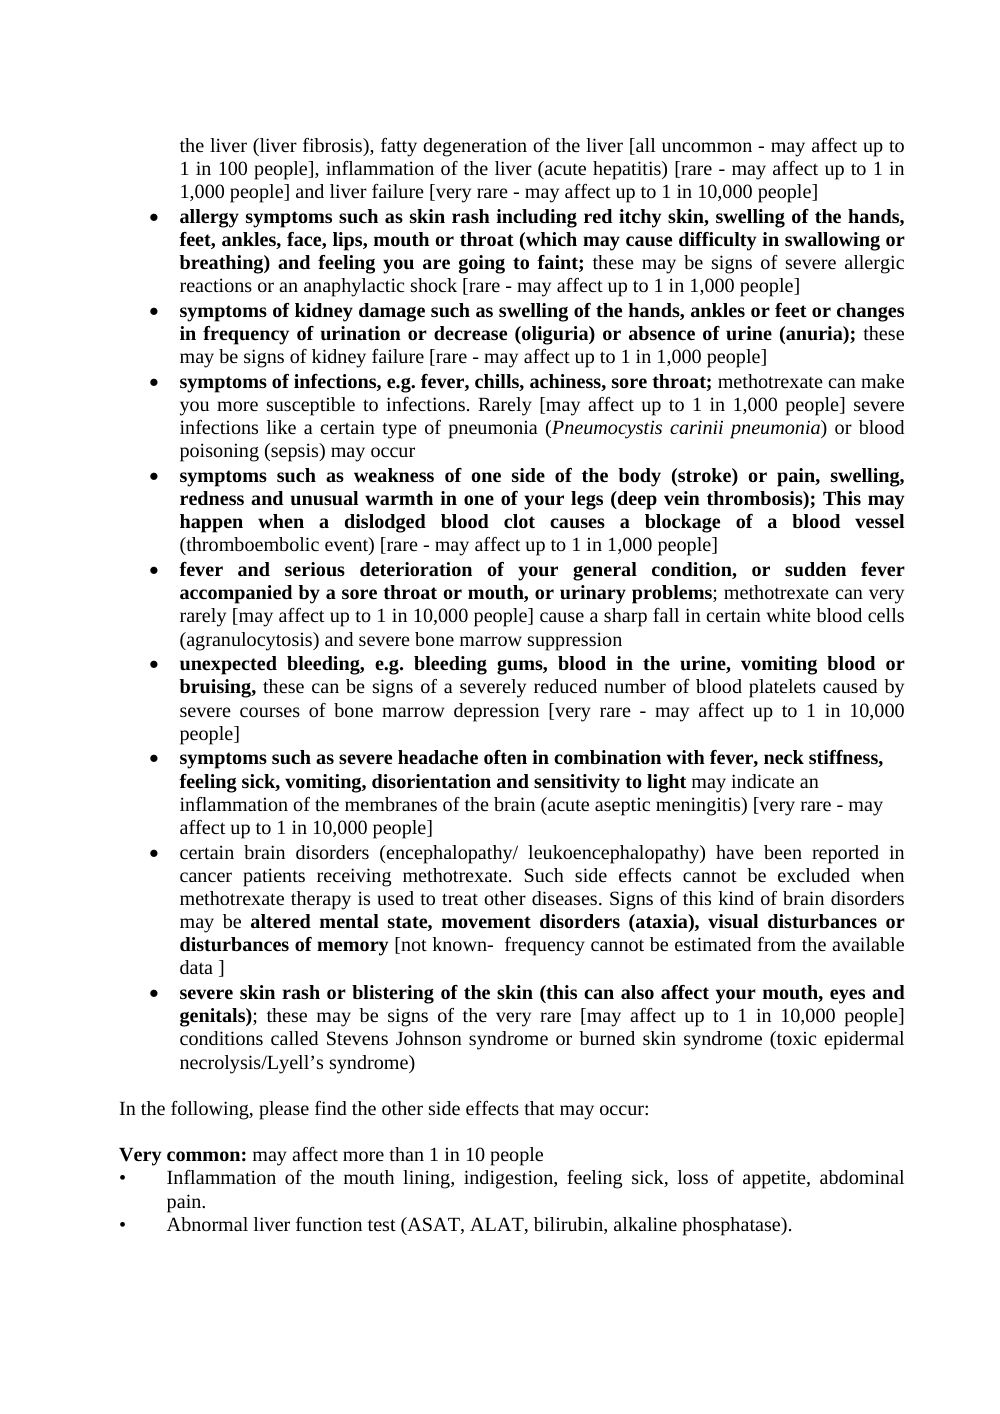 the liver (liver fibrosis), fatty degeneration of the liver [all uncommon - may affect up to
1 in 100 people], inflammation of the liver (acute hepatitis) [rare - may affect up to 1 in
1,000 people] and liver failure [very rare - may affect up to 1 in 10,000 people]
• allergy symptoms such as skin rash including red itchy skin, swelling of the hands,
feet, ankles, face, lips, mouth or throat (which may cause difficulty in swallowing or
breathing) and feeling you are going to faint; these may be signs of severe allergic
reactions or an anaphylactic shock [rare - may affect up to 1 in 1,000 people]
• symptoms of kidney damage such as swelling of the hands, ankles or feet or changes
in frequency of urination or decrease (oliguria) or absence of urine (anuria); these
may be signs of kidney failure [rare - may affect up to 1 in 1,000 people]
• symptoms of infections, e.g. fever, chills, achiness, sore throat; methotrexate can make
you more susceptible to infections. Rarely [may affect up to 1 in 1,000 people] severe
infections like a certain type of pneumonia (Pneumocystis carinii pneumonia) or blood
poisoning (sepsis) may occur
• symptoms such as weakness of one side of the body (stroke) or pain, swelling,
redness and unusual warmth in one of your legs (deep vein thrombosis); This may
happen when a dislodged blood clot causes a blockage of a blood vessel
(thromboembolic event) [rare - may affect up to 1 in 1,000 people]
• fever and serious deterioration of your general condition, or sudden fever
accompanied by a sore throat or mouth, or urinary problems; methotrexate can very
rarely [may affect up to 1 in 10,000 people] cause a sharp fall in certain white blood cells
(agranulocytosis) and severe bone marrow suppression
• unexpected bleeding, e.g. bleeding gums, blood in the urine, vomiting blood or
bruising, these can be signs of a severely reduced number of blood platelets caused by
severe courses of bone marrow depression [very rare - may affect up to 1 in 10,000
people]
• symptoms such as severe headache often in combination with fever, neck stiffness,
feeling sick, vomiting, disorientation and sensitivity to light may indicate an
inflammation of the membranes of the brain (acute aseptic meningitis) [very rare - may
affect up to 1 in 10,000 people]
• certain brain disorders (encephalopathy/ leukoencephalopathy) have been reported in
cancer patients receiving methotrexate. Such side effects cannot be excluded when
methotrexate therapy is used to treat other diseases. Signs of this kind of brain disorders
may be altered mental state, movement disorders (ataxia), visual disturbances or
disturbances of memory [not known- frequency cannot be estimated from the available
data ]
• severe skin rash or blistering of the skin (this can also affect your mouth, eyes and
genitals); these may be signs of the very rare [may affect up to 1 in 10,000 people]
conditions called Stevens Johnson syndrome or burned skin syndrome (toxic epidermal
necrolysis/Lyell’s syndrome)
In the following, please find the other side effects that may occur:
Very common: may affect more than 1 in 10 people
• Inflammation of the mouth lining, indigestion, feeling sick, loss of appetite, abdominal
pain.
• Abnormal liver function test (ASAT, ALAT, bilirubin, alkaline phosphatase).